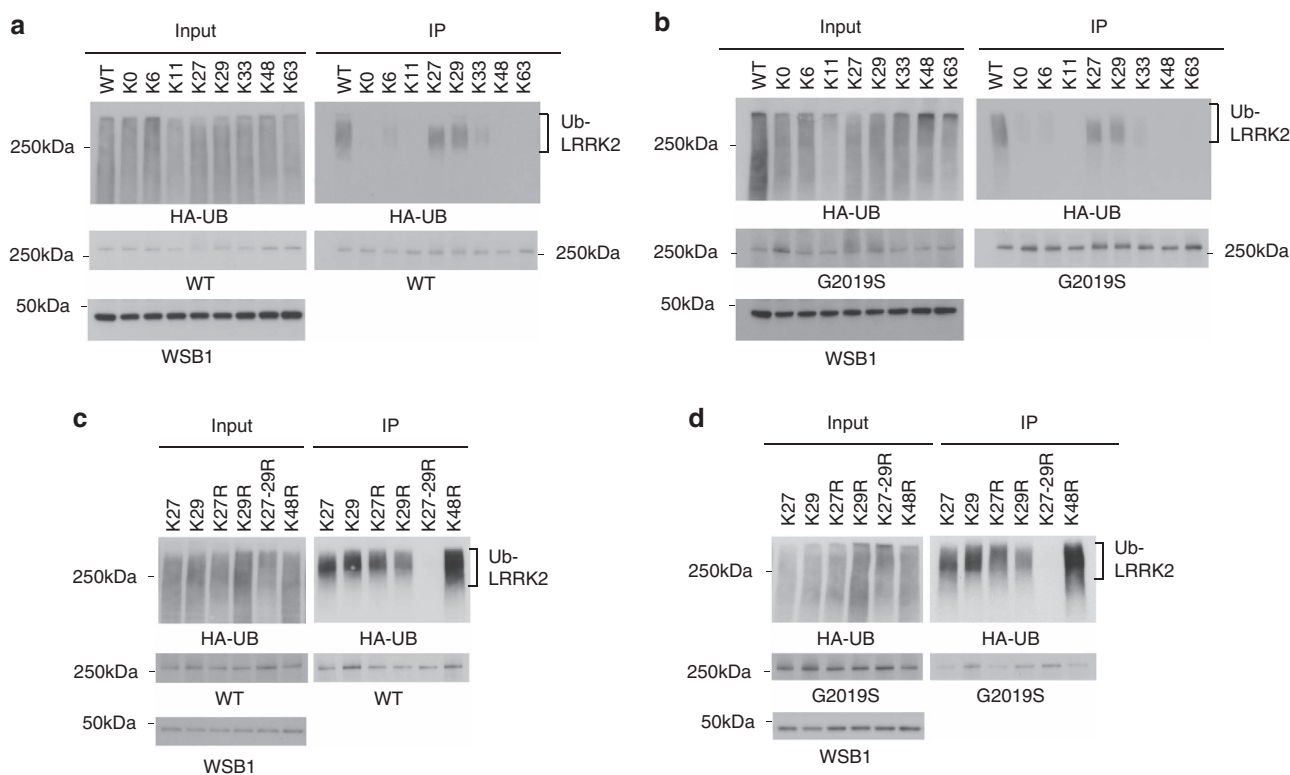 a
Input
IP
WT K0 K6 K11 K27 K29 K33 K48 K63
WT K0 K6 K11 K27 K29 K33 K48 K63
250kDa
Ub-
LRRK2
HA-UB
HA-UB
250kDa
250kDa
WT
WT
50kDa
WSB1
b
Input
IP
WT K0 K6 K11 K27 K29 K33 K48 K63
WT K0 K6 K11 K27 K29 K33 K48 K63
250kDa
Ub-
LRRK2
HA-UB
HA-UB
250kDa
250kDa
G2019S
G2019S
50kDa
WSB1
c
Input
IP
K27 K29 K27R K29R K27-29R K48R
K27 K29 K27R K29R K27-29R K48R
250kDa
Ub-
LRRK2
HA-UB
HA-UB
250kDa
WT
WT
50kDa
WSB1
d
Input
IP
K27 K29 K27R K29R K27-29R K48R
K27 K29 K27R K29R K27-29R K48R
250kDa
Ub-
LRRK2
HA-UB
HA-UB
250kDa
G2019S
G2019S
50kDa
WSB1